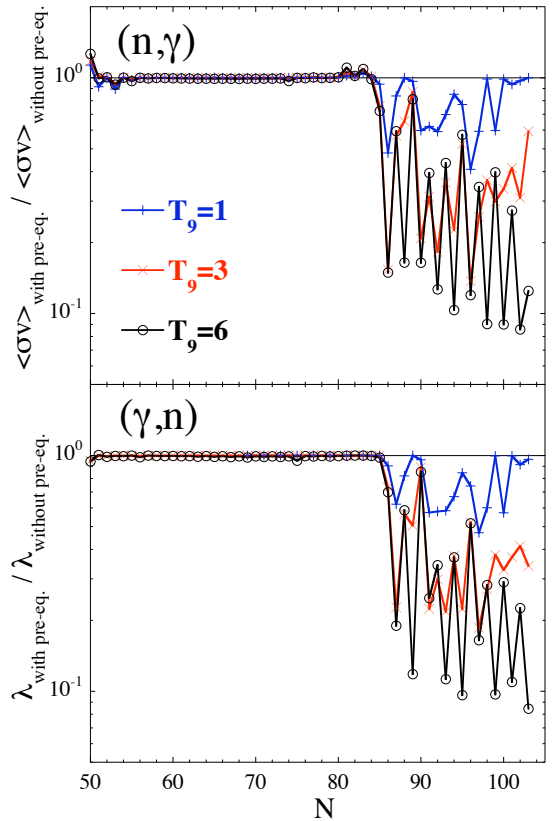 (n,γ)
10⁰
10⁻¹
<σv>with pre-eq. / <σv>without pre-eq.
T₉=1
T₉=3
T₉=6
(γ,n)
10⁰
10⁻¹
λwith pre-eq. / λwithout pre-eq.
50 60 70 80 90 100
N